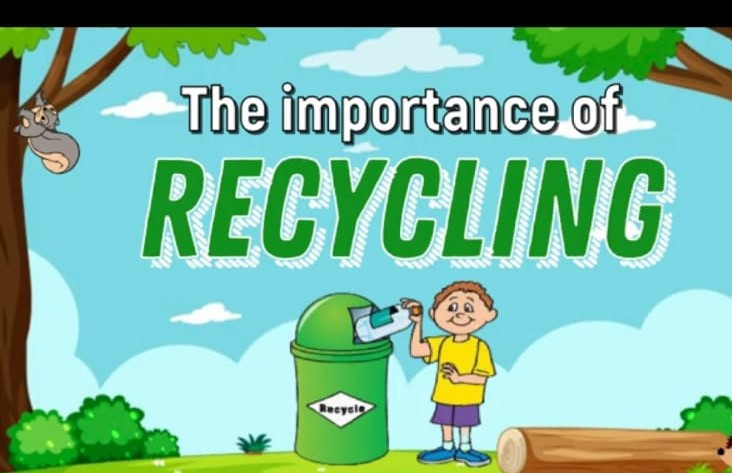 The importance of
RECYCLING
Recycle